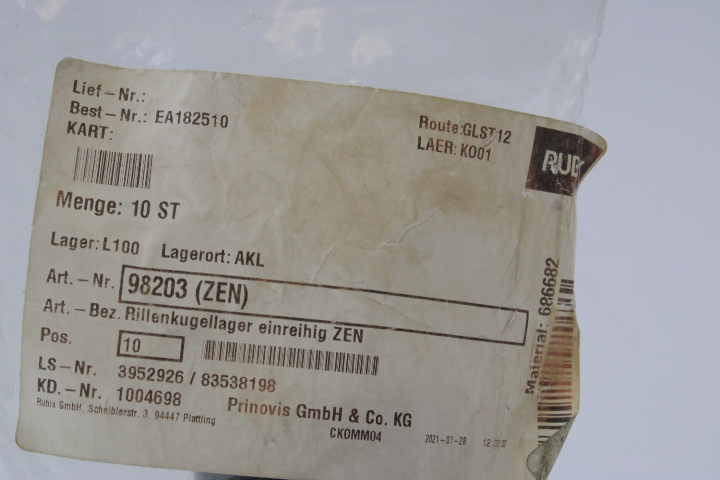 Lief-Nr.:
Best-Nr.: EA182510
KART:
Route:GLST12
LAER: K001
RUB
Menge: 10 ST
Lager: L100 Lagerort: AKL
Art.-Nr. 98203 (ZEN)
Art.-Bez. Rillenkugellager einreihig ZEN
Pos. 10
LS-Nr. 3952926 / 83538198
KD.-Nr. 1004698 Prinovis GmbH & Co. KG
Rubix GmbH, Scheiblerstr. 3, 94447 Plattling
CKOMM04 2021-07-28
Material: 686682